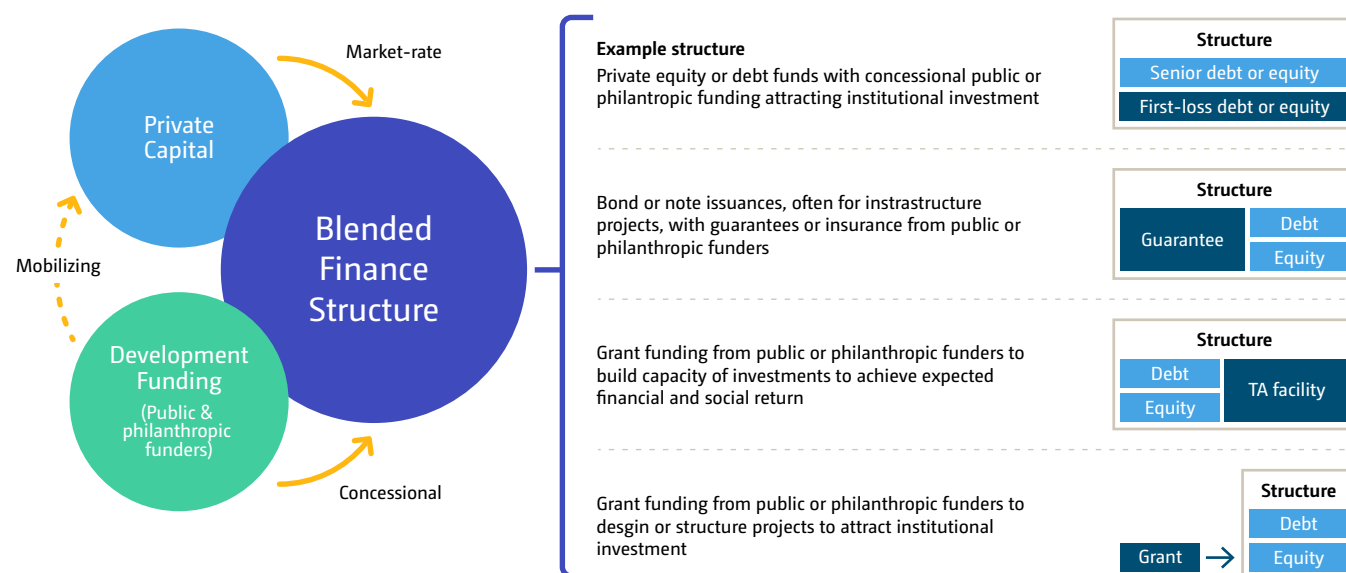 Market-rate
Private
Capital
Blended
Finance
Structure
Mobilizing
Development
Funding
(Public &
philanthropic
funders)
Concessional
Example structure
Private equity or debt funds with concessional public or
philantropic funding attracting institutional investment
Structure
Senior debt or equity
First-loss debt or equity
Bond or note issuances, often for instrastructure
projects, with guarantees or insurance from public or
philanthropic funders
Structure
Guarantee
Debt
Equity
Grant funding from public or philanthropic funders to
build capacity of investments to achieve expected
financial and social return
Structure
Debt
Equity
TA facility
Grant funding from public or philanthropic funders to
desgin or structure projects to attract institutional
investment
Grant
Structure
Debt
Equity